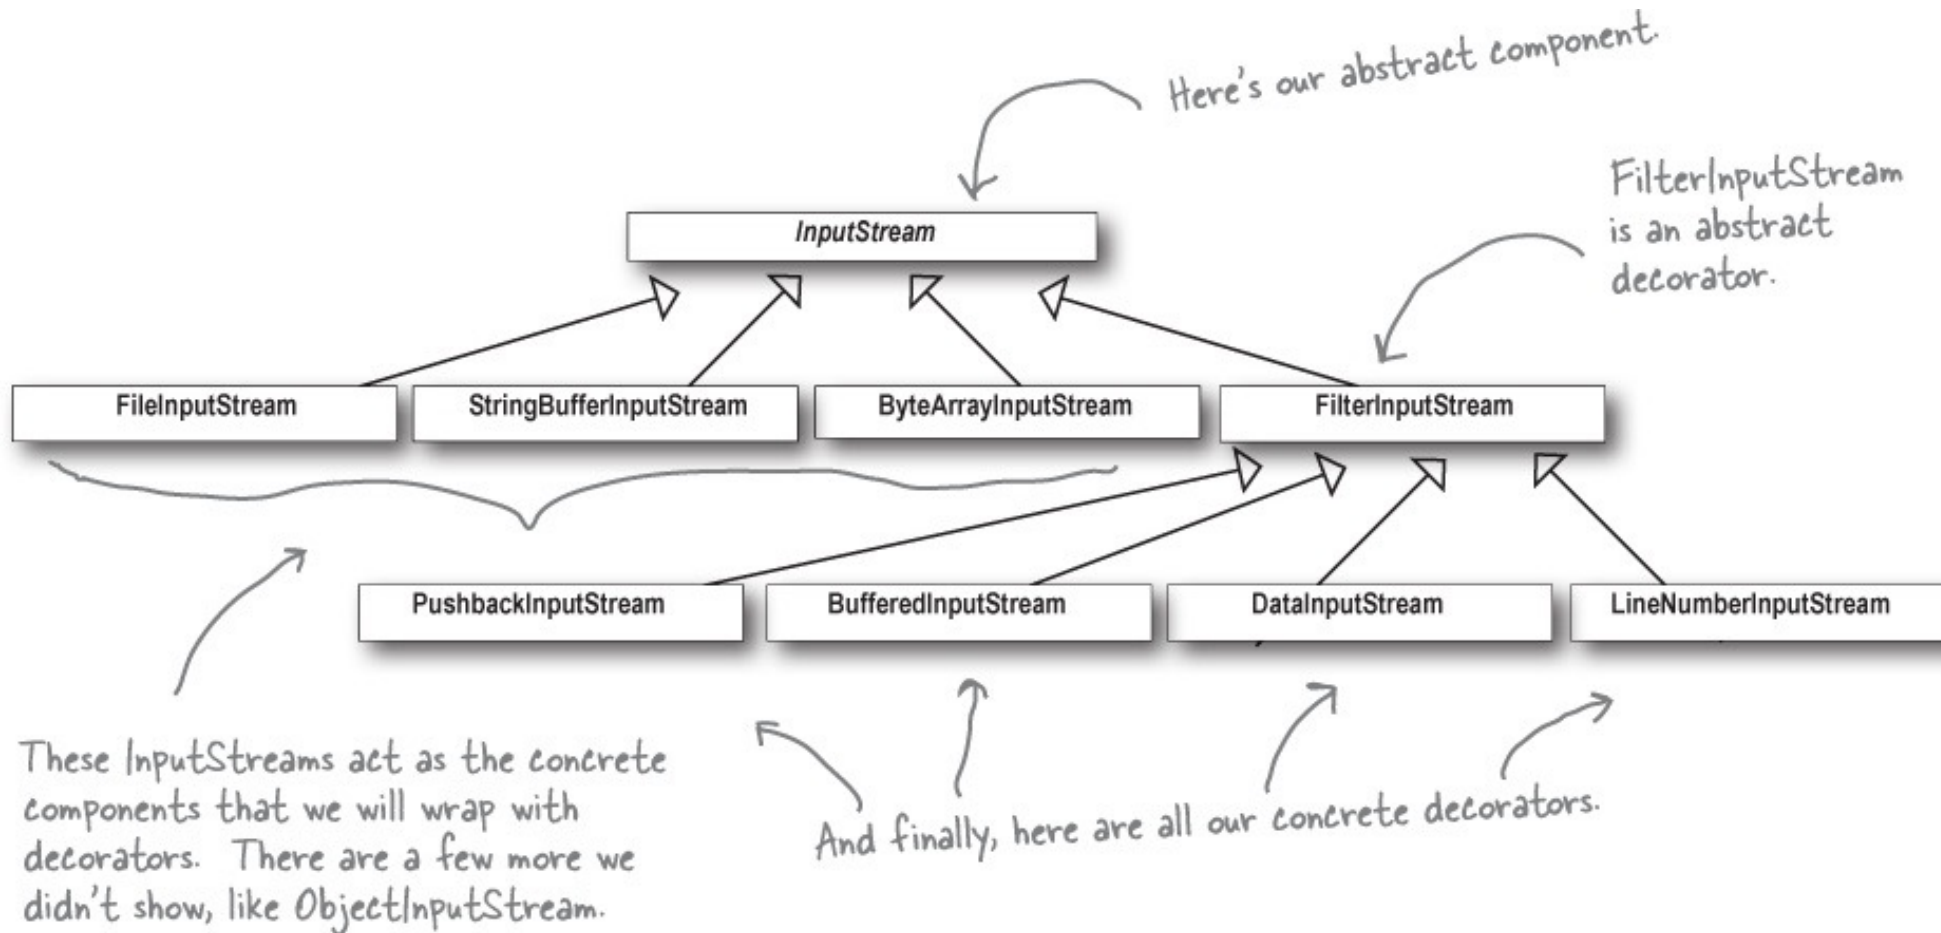 Here's our abstract component.
FilterInputStream
is an abstract
decorator.
InputStream
FileInputStream
StringBufferInputStream
ByteArrayInputStream
FilterInputStream
PushbackInputStream
BufferedInputStream
DataInputStream
LineNumberInputStream
These InputStreams act as the concrete
components that we will wrap with
decorators. There are a few more we
didn't show, like ObjectInputStream.
And finally, here are all our concrete decorators.